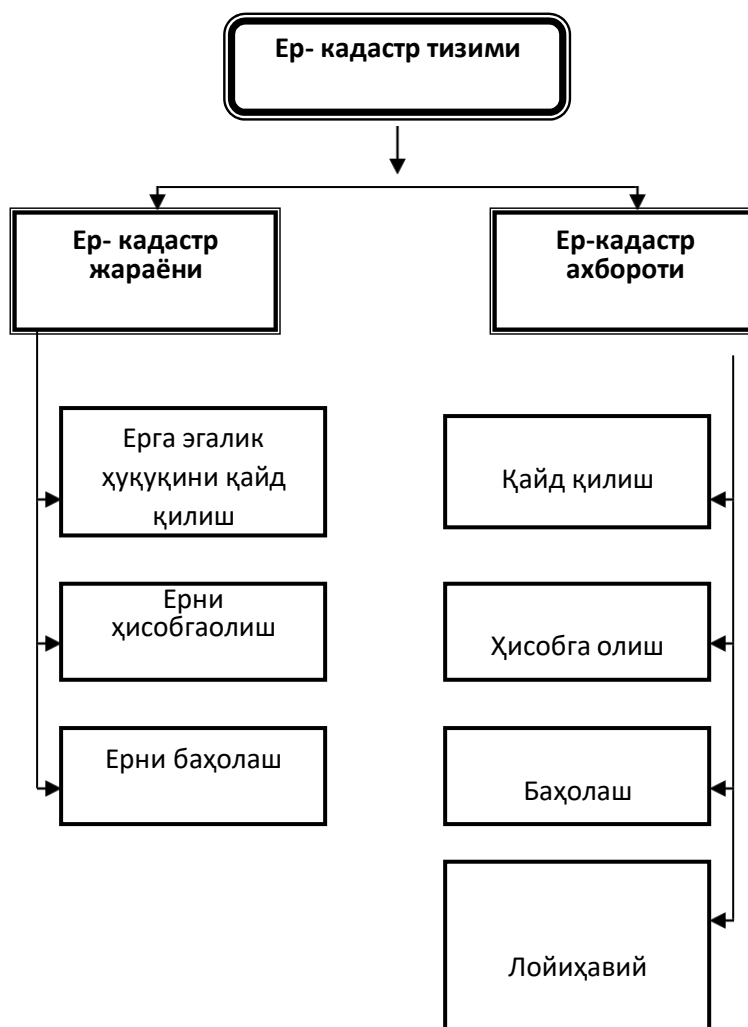 Ер- кадастр тизими
Ер- кадастр
жараёни
Ер-кадастр
ахбороти
Ерга эгалик
ҳуқуқини қайд
қилиш
Ерни
ҳисобгаолиш
Ерни баҳолаш
Қайд қилиш
Ҳисобга олиш
Баҳолаш
Лойиҳавий